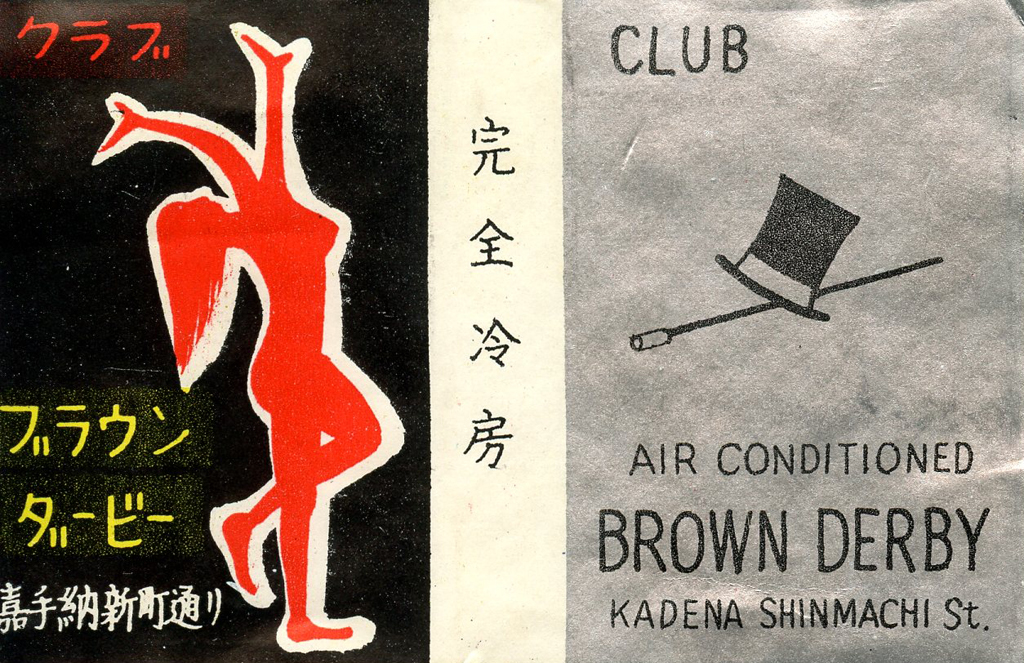 クラブ
ブラウン
ダービー
嘉手納新町通り
完全冷房
CLUB
AIR CONDITIONED
BROWN DERBY
KADENA SHINMACHI St.